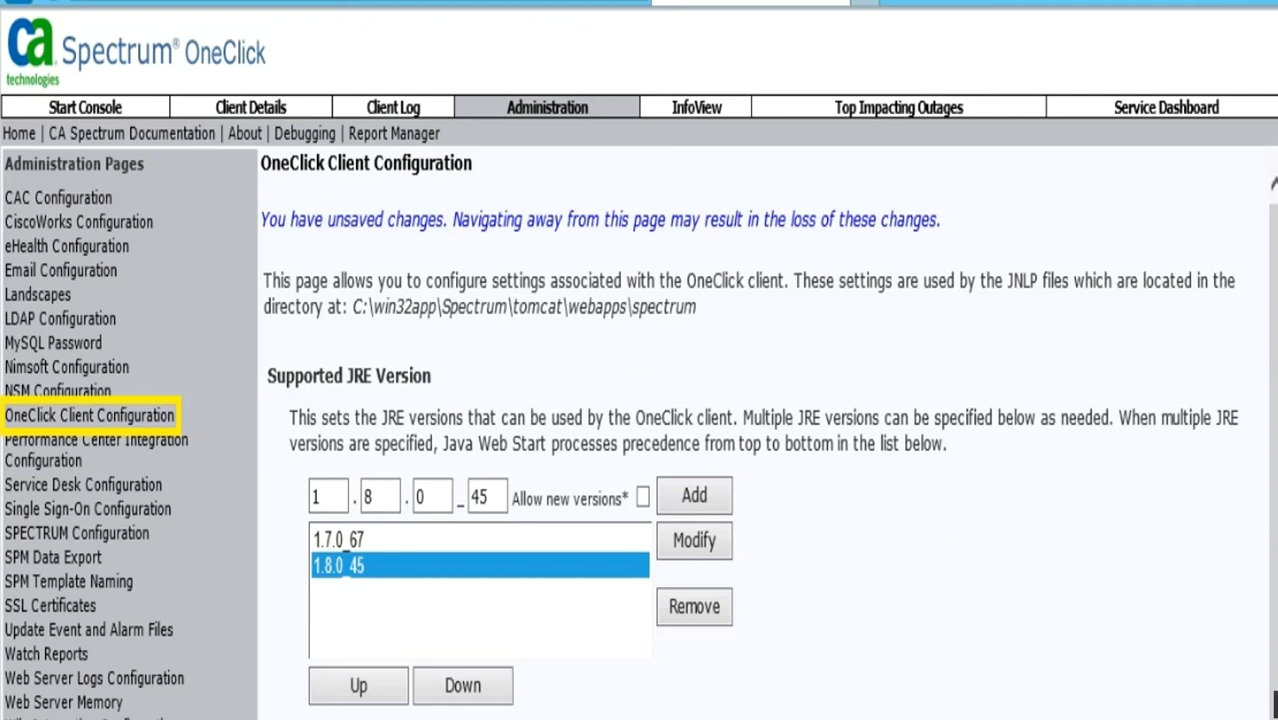 ca
technologies
Spectrum® OneClick
Start Console Client Details Client Log Administration InfoView Top Impacting Outages Service Dashboard
Home | CA Spectrum Documentation | About | Debugging | Report Manager
Administration Pages
CAC Configuration
CiscoWorks Configuration
eHealth Configuration
Email Configuration
Landscapes
LDAP Configuration
MySQL Password
Nimsoft Configuration
NSM Configuration
OneClick Client Configuration
Performance Center Integration
Configuration
Service Desk Configuration
Single Sign-On Configuration
SPECTRUM Configuration
SPM Data Export
SPM Template Naming
SSL Certificates
Update Event and Alarm Files
Watch Reports
Web Server Logs Configuration
Web Server Memory
OneClick Client Configuration
You have unsaved changes. Navigating away from this page may result in the loss of these changes.
This page allows you to configure settings associated with the OneClick client. These settings are used by the JNLP files which are located in the
directory at: C:\win32app\Spectrum\tomcat\webapps\spectrum
Supported JRE Version
This sets the JRE versions that can be used by the OneClick client. Multiple JRE versions can be specified below as needed. When multiple JRE
versions are specified, Java Web Start processes precedence from top to bottom in the list below.
1 . 8 . 0 _ 45 Allow new versions* Add
1.7.0_67
Modify
1.8.0_45
Remove
Up Down